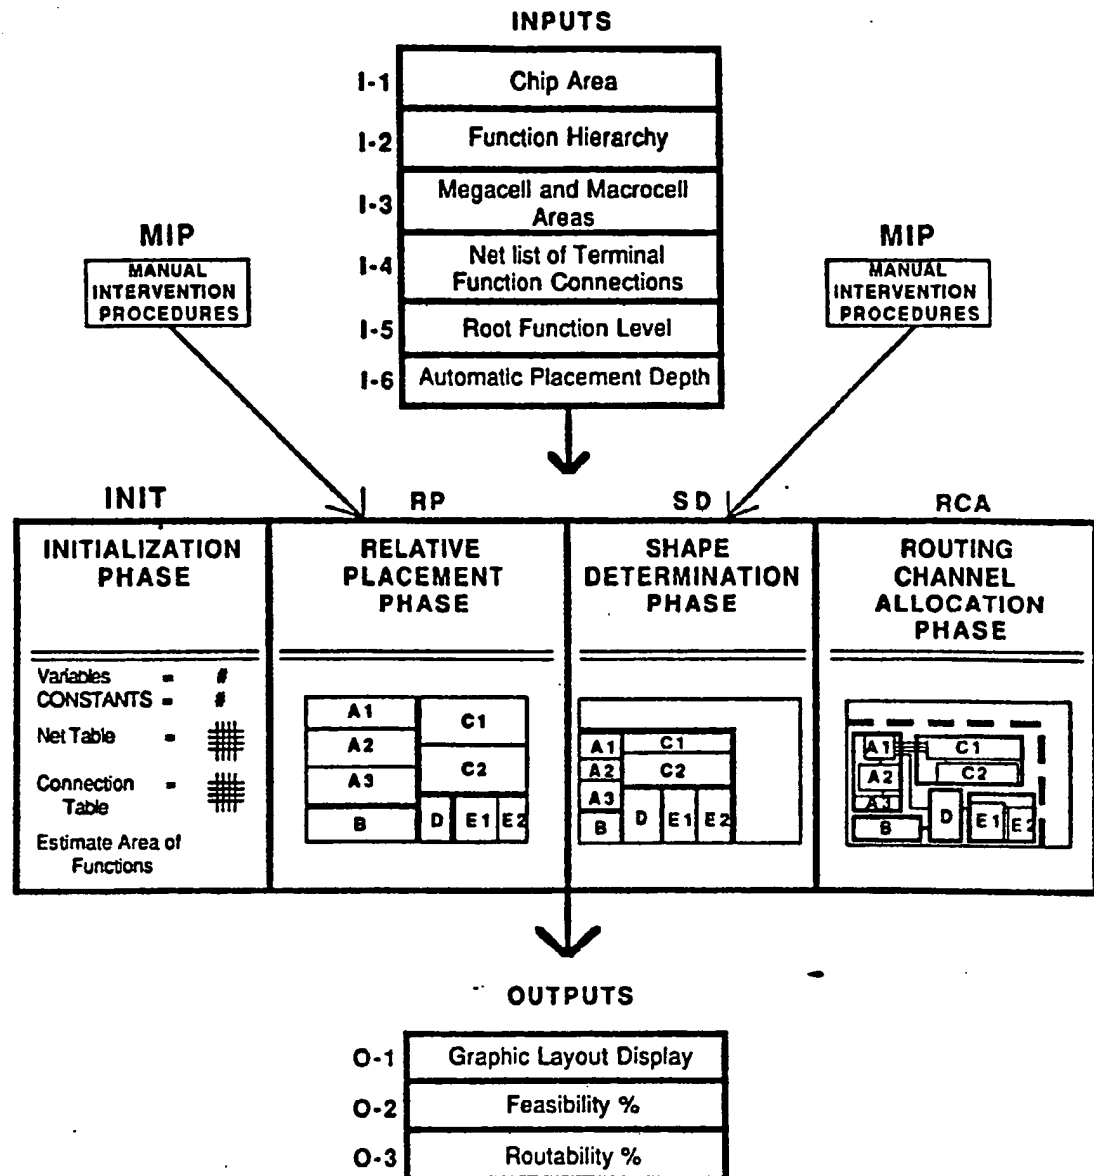 INPUTS
I-1 Chip Area
I-2 Function Hierarchy
I-3 Megacell and Macrocell
Areas
I-4 Net list of Terminal
Function Connections
I-5 Root Function Level
I-6 Automatic Placement Depth
MIP
MANUAL
INTERVENTION
PROCEDURES
MIP
MANUAL
INTERVENTION
PROCEDURES
INIT
INITIALIZATION
PHASE
Variables = #
CONSTANTS = #
Net Table =
Connection =
Table
Estimate Area of
Functions
RP
RELATIVE
PLACEMENT
PHASE
A1
A2
A3
B
C1
C2
D E1 E2
SD
SHAPE
DETERMINATION
PHASE
A1
A2
A3
B
C1
C2
D E1 E2
RCA
ROUTING
CHANNEL
ALLOCATION
PHASE
A1
A2
A3
B
C1
C2
D E1 E2
OUTPUTS
O-1 Graphic Layout Display
O-2 Feasibility %
O-3 Routability %